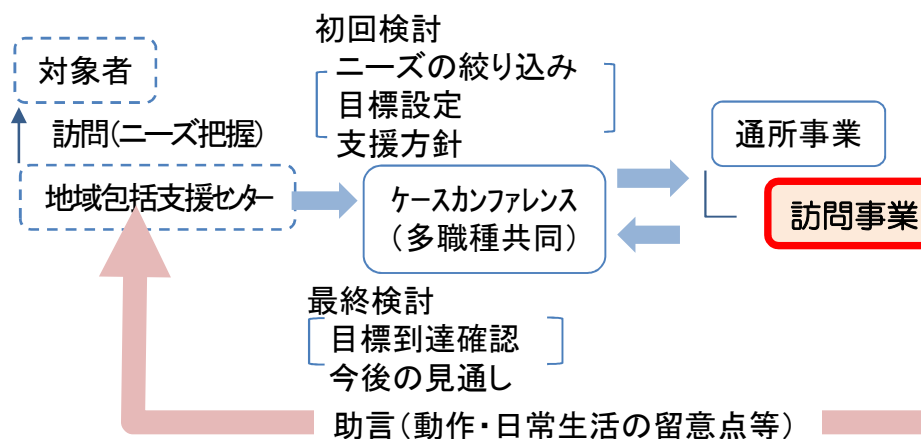 初回検討
ニーズの絞り込み
目標設定
支援方針
対象者
訪問(ニーズ把握)
地域包括支援センター
ケースカンファレンス
（多職種共同）
通所事業
訪問事業
最終検討
目標到達確認
今後の見通し
助言（動作・日常生活の留意点等）